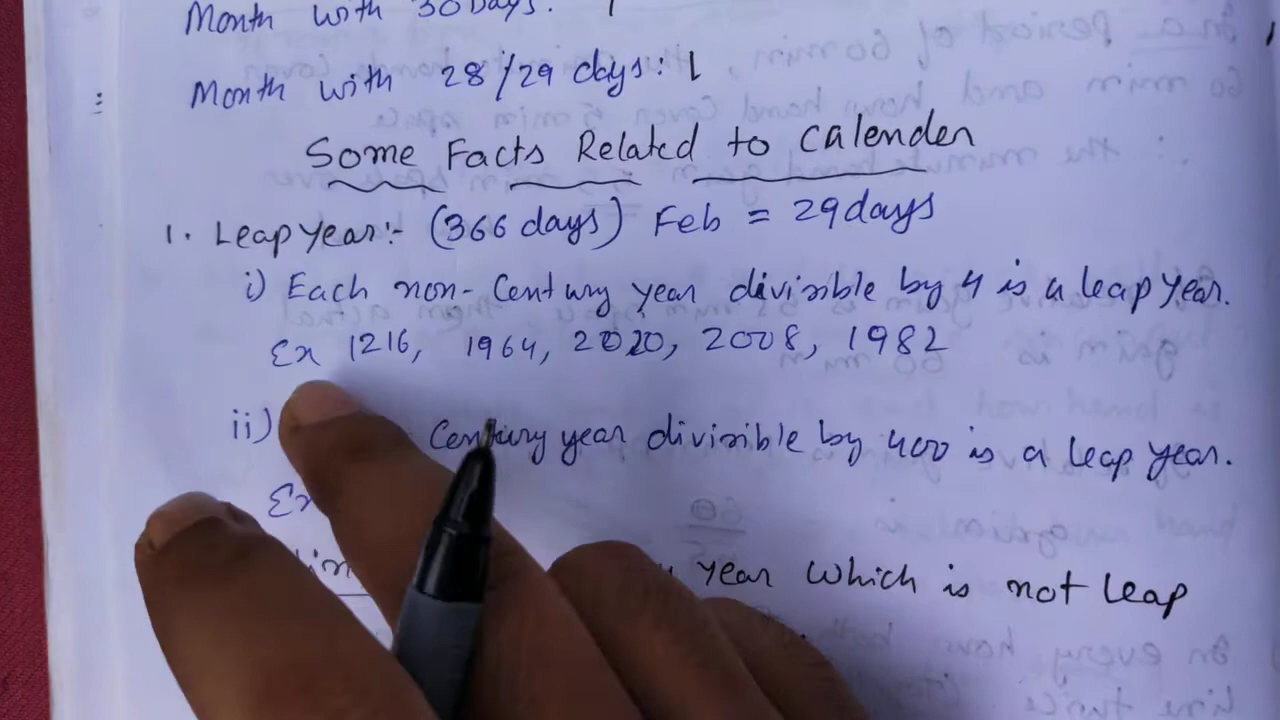 Month with 30 Days:
Month with 28/29 days: 1
Some Facts Related to Calender
1. Leap year:- (366 days) Feb = 29 days
i) Each non-Century year divisible by 4 is a leap year.
Ex 1216, 1964, 2020, 2008, 1982
ii) Century year divisible by 400 is a leap year.
Ex
year which is not leap